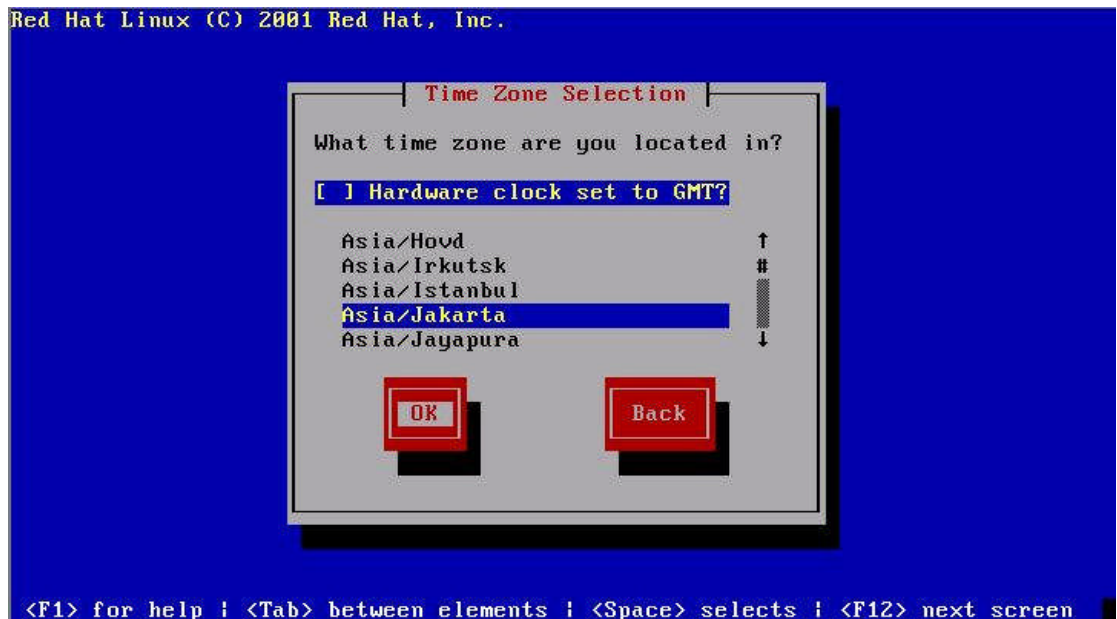 Red Hat Linux (C) 2001 Red Hat, Inc.
Time Zone Selection
What time zone are you located in?
[ ] Hardware clock set to GMT?
Asia/Hovd ↑
Asia/Irkutsk #
Asia/Istanbul
Asia/Jakarta
Asia/Jayapura ↓
OK Back
<F1> for help | <Tab> between elements | <Space> selects | <F12> next screen